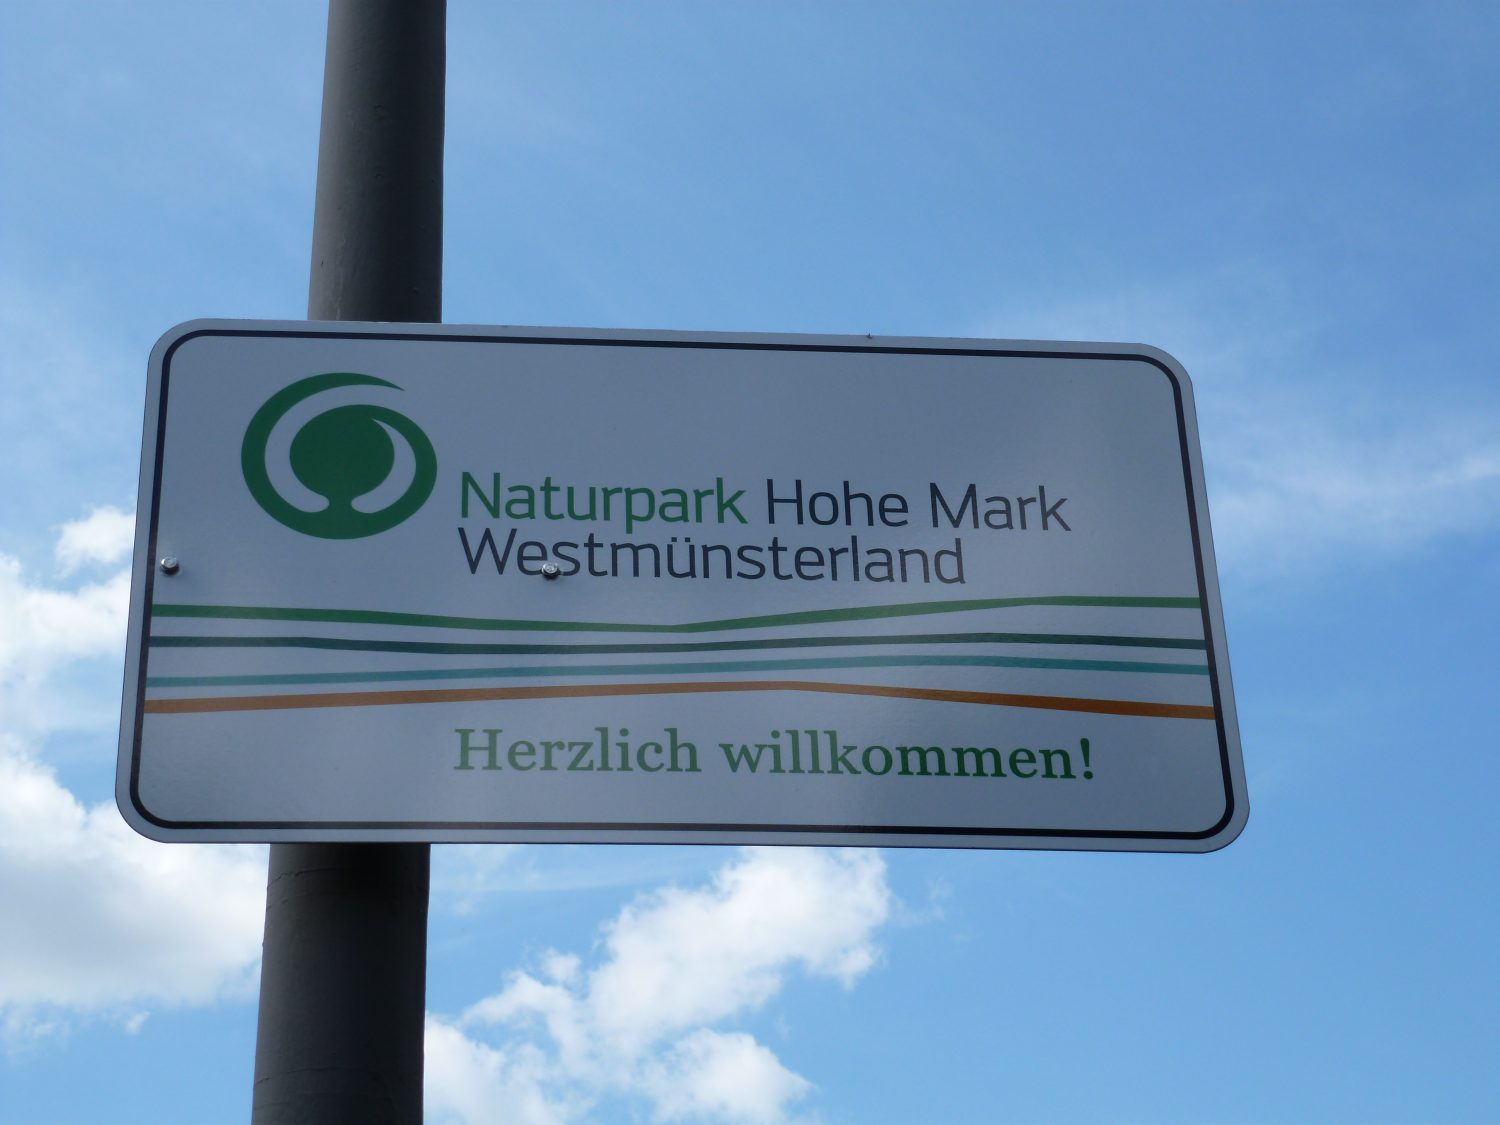 Naturpark Hohe Mark
Westmünsterland
Herzlich willkommen!